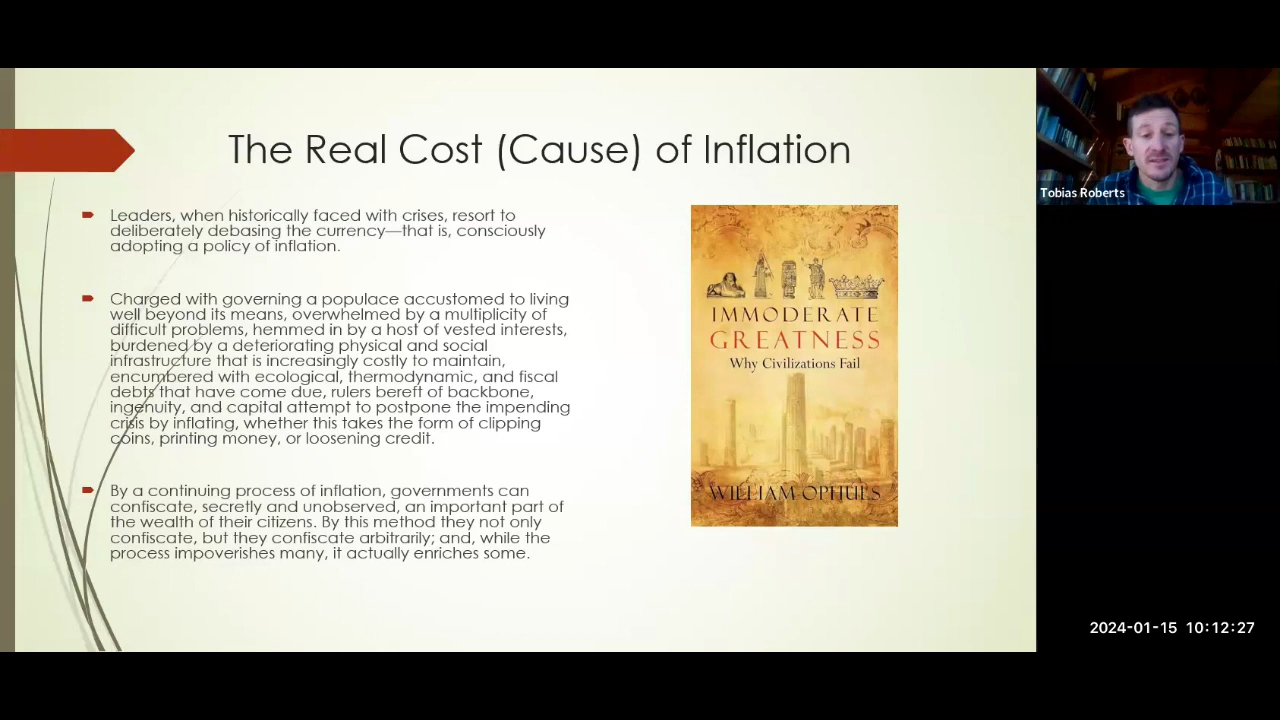 The Real Cost (Cause) of Inflation
Leaders, when historically faced with crises, resort to
deliberately debasing the currency—that is, consciously
adopting a policy of inflation.
Charged with governing a populace accustomed to living
well beyond its means, overwhelmed by a multiplicity of
difficult problems, hemmed in by a host of vested interests,
burdened by a deteriorating physical and social
infrastructure that is increasingly costly to maintain,
encumbered with ecological, thermodynamic, and fiscal
debts that have come due, rulers bereft of backbone,
ingenuity, and capital attempt to postpone the impending
crisis by inflating, whether this takes the form of clipping
coins, printing money, or loosening credit.
By a continuing process of inflation, governments can
confiscate, secretly and unobserved, an important part of
the wealth of their citizens. By this method they not only
confiscate, but they confiscate arbitrarily; and, while the
process impoverishes many, it actually enriches some.
IMMODERATE
GREATNESS
Why Civilizations Fail
WILLIAM OPHULS
Tobias Roberts
2024-01-15 10:12:27